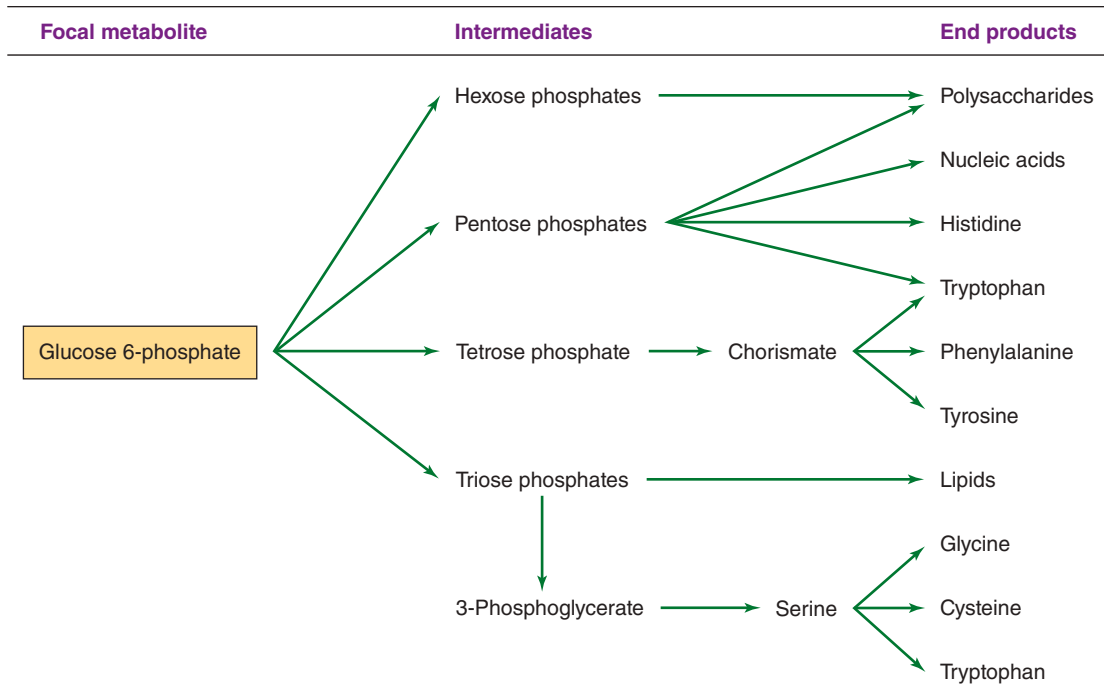 Focal metabolite Intermediates End products
Hexose phosphates Polysaccharides
Nucleic acids
Pentose phosphates Histidine
Tryptophan
Glucose 6-phosphate Tetrose phosphate Chorismate Phenylalanine
Tyrosine
Triose phosphates Lipids
Glycine
3-Phosphoglycerate Serine Cysteine
Tryptophan